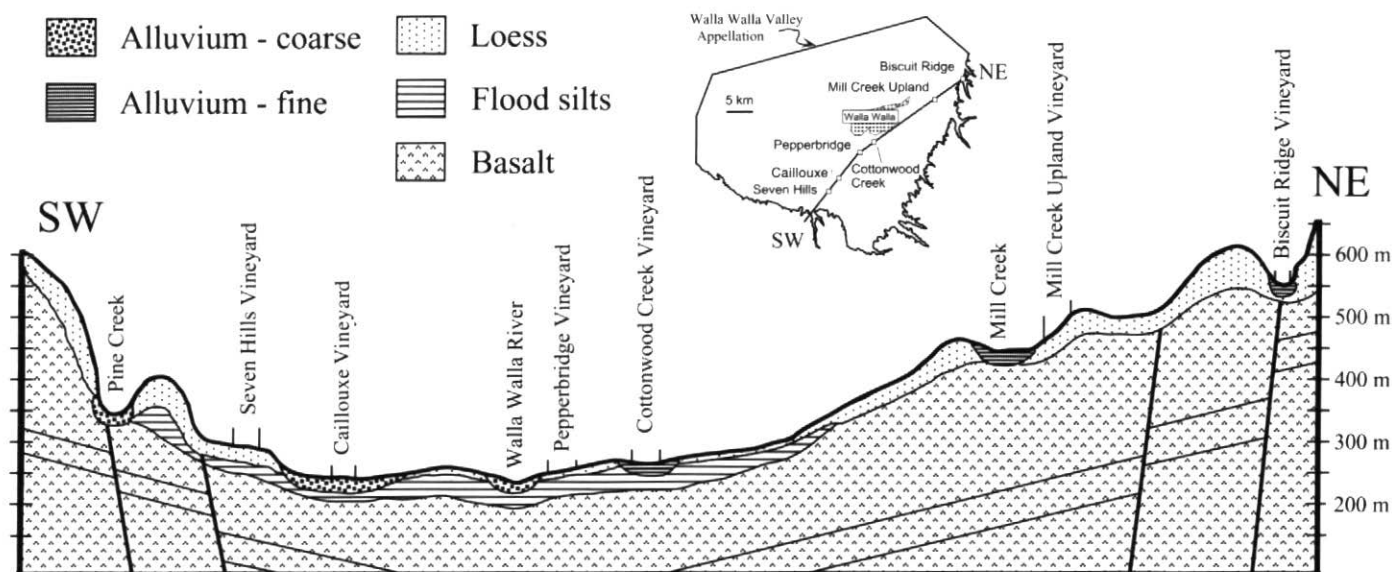 Alluvium - coarse
Alluvium - fine
Loess
Flood silts
Basalt
Walla Walla Valley
Appellation
5 km
Biscuit Ridge
NE
Mill Creek Upland
Walla Walla
Pepperbridge
Cottonwood
Creek
Caillouxe
Seven Hills
SW
SW
NE
Pine Creek
Seven Hills Vineyard
Caillouxe Vineyard
Walla Walla River
Pepperbridge Vineyard
Cottonwood Creek Vineyard
Mill Creek
Mill Creek Upland Vineyard
Biscuit Ridge Vineyard
600 m
500 m
400 m
300 m
200 m